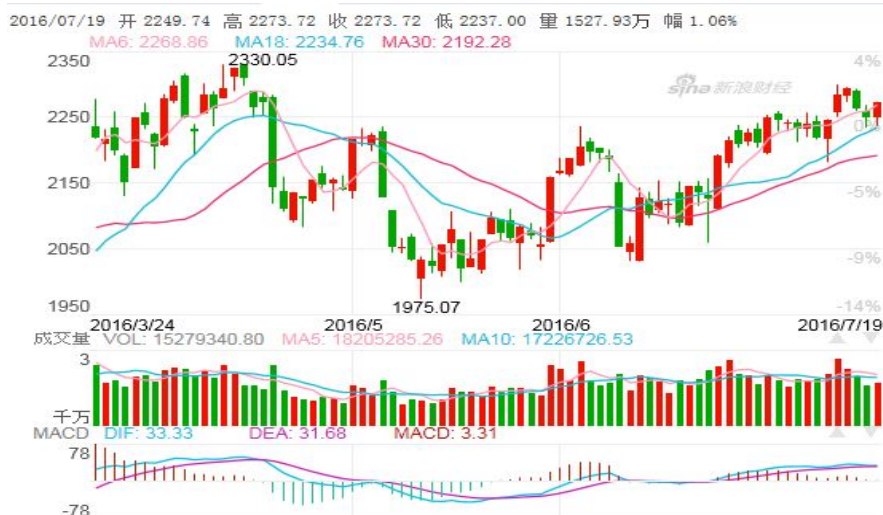 2016/07/19 开 2249.74 高 2273.72 收 2273.72 低 2237.00 量 1527.93万 幅 1.06%
MA6: 2268.86 MA18: 2234.76 MA30: 2192.28
2350 2330.05 4%
sina 新浪财经
2250 0%
2150 -5%
2050 -9%
1950 1975.07 -14%
2016/3/24 2016/5 2016/6 2016/7/19
成交量 VOL: 15279340.80 MA5: 18205285.26 MA10: 17226726.53
3
千万
MACD DIF: 33.33 DEA: 31.68 MACD: 3.31
78
-78